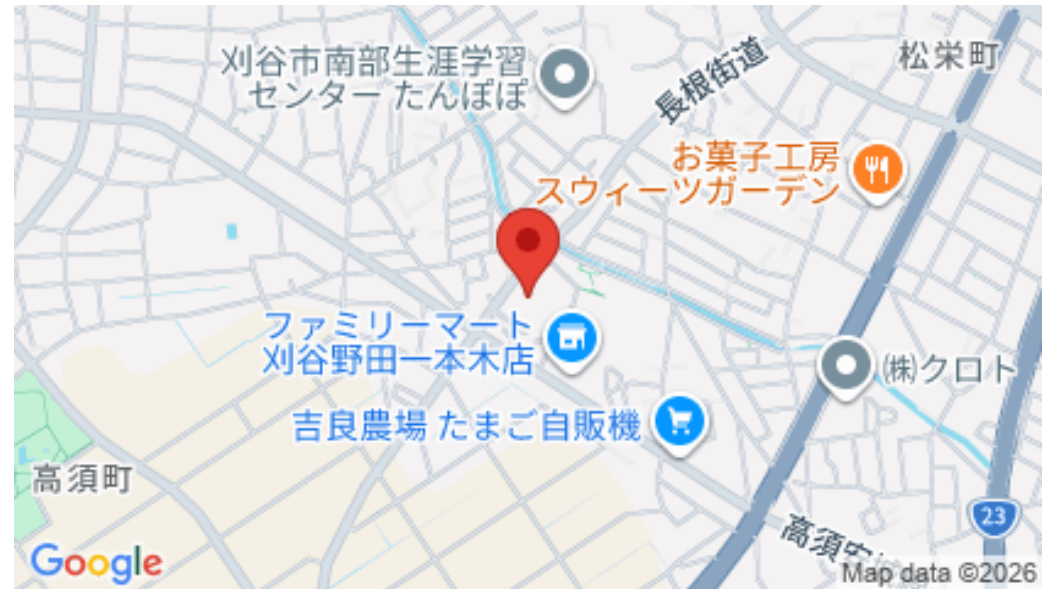 刈谷市南部生涯学習
センター たんぽぽ
長根街道
松栄町
お菓子工房
スウィーツガーデン
ファミリーマート
刈谷野田一本木店
㈱クロト
吉良農場 たまご自販機
高須町
23
Google
Map data ©2026